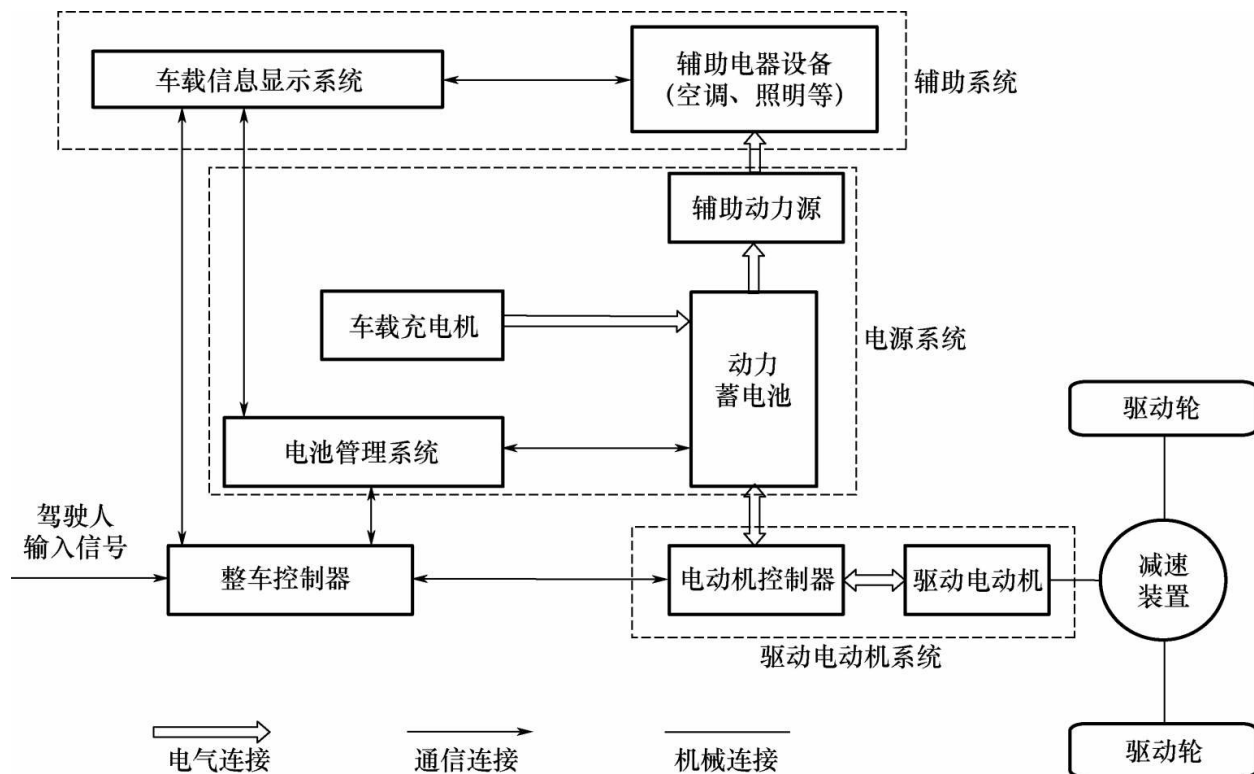 车载信息显示系统
辅助电器设备
(空调、照明等)
辅助系统
辅助动力源
车载充电机
动力
蓄电池
电源系统
电池管理系统
驱动轮
驾驶人
输入信号
整车控制器
电动机控制器
驱动电动机
减速
装置
驱动电动机系统
电气连接
通信连接
机械连接
驱动轮